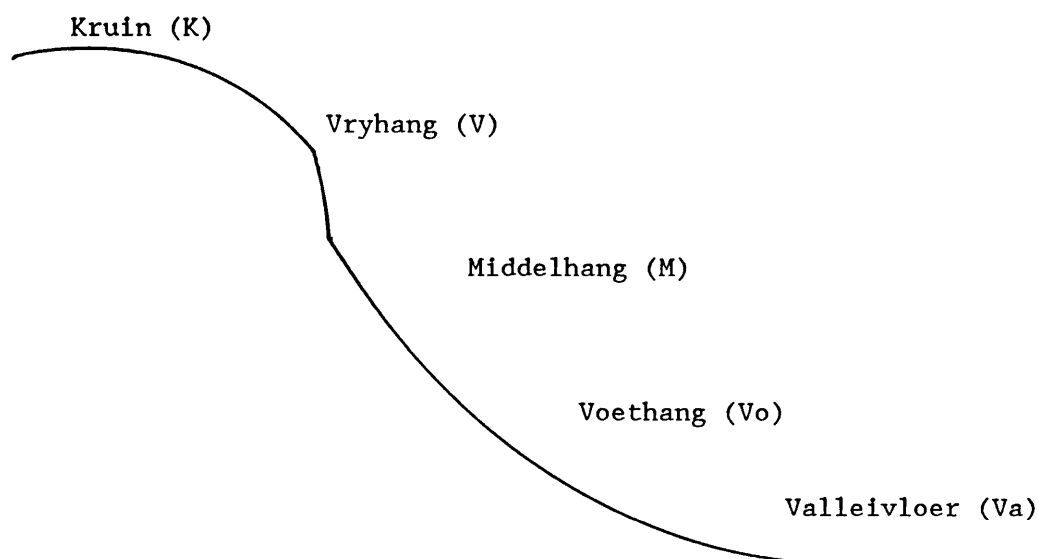 Kruin (K)
Vryhang (V)
Middelhang (M)
Voethang (Vo)
Valleivloer (Va)